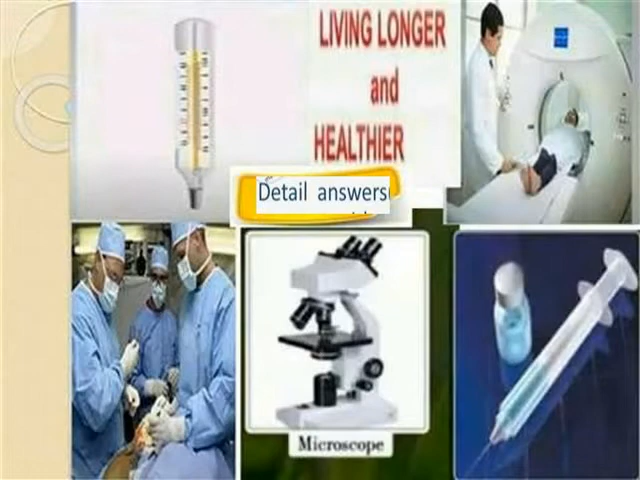 LIVING LONGER
and
HEALTHIER
Detail answers
Microscope